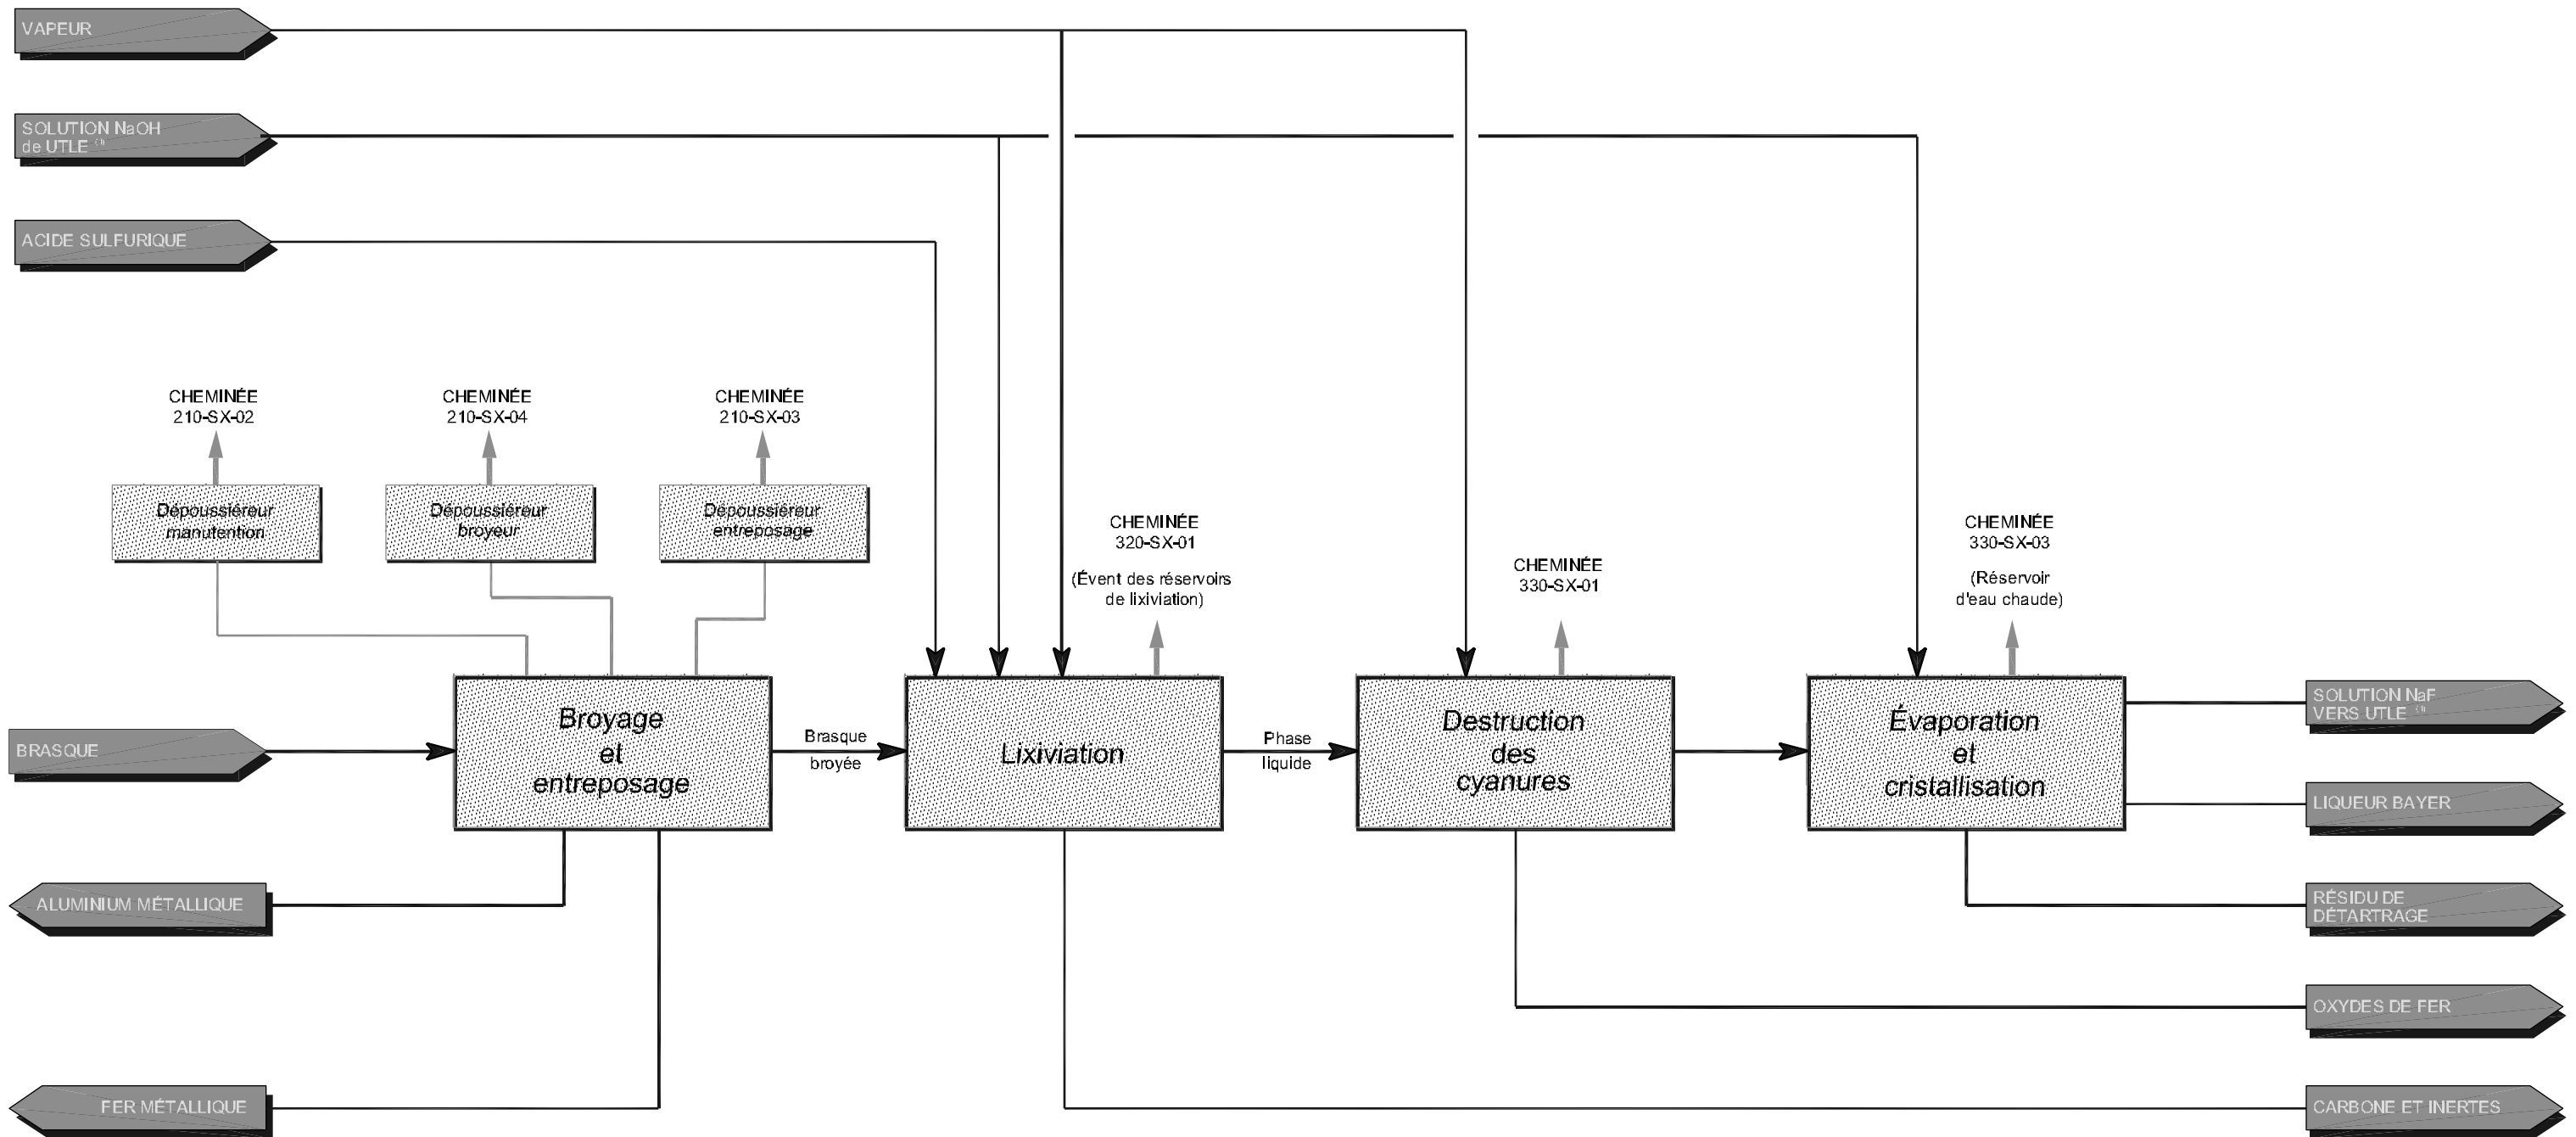 VAPEUR
SOLUTION NaOH
de UTLE (1)
ACIDE SULFURIQUE
CHEMINÉE
210-SX-02
CHEMINÉE
210-SX-04
CHEMINÉE
210-SX-03
Dépoussiéreur
manutention
Dépoussiéreur
broyeur
Dépoussiéreur
entreposage
CHEMINÉE
320-SX-01
(Évent des réservoirs
de lixiviation)
CHEMINÉE
330-SX-01
CHEMINÉE
330-SX-03
(Réservoir
d'eau chaude)
BRASQUE
Broyage
et
entreposage
Brasque
broyée
Lixiviation
Phase
liquide
Destruction
des
cyanures
Évaporation
et
cristallisation
SOLUTION NaF
VERS UTLE (1)
LIQUEUR BAYER
ALUMINIUM MÉTALLIQUE
RÉSIDU DE
DÉTARTRAGE
OXYDES DE FER
FER MÉTALLIQUE
CARBONE ET INERTES